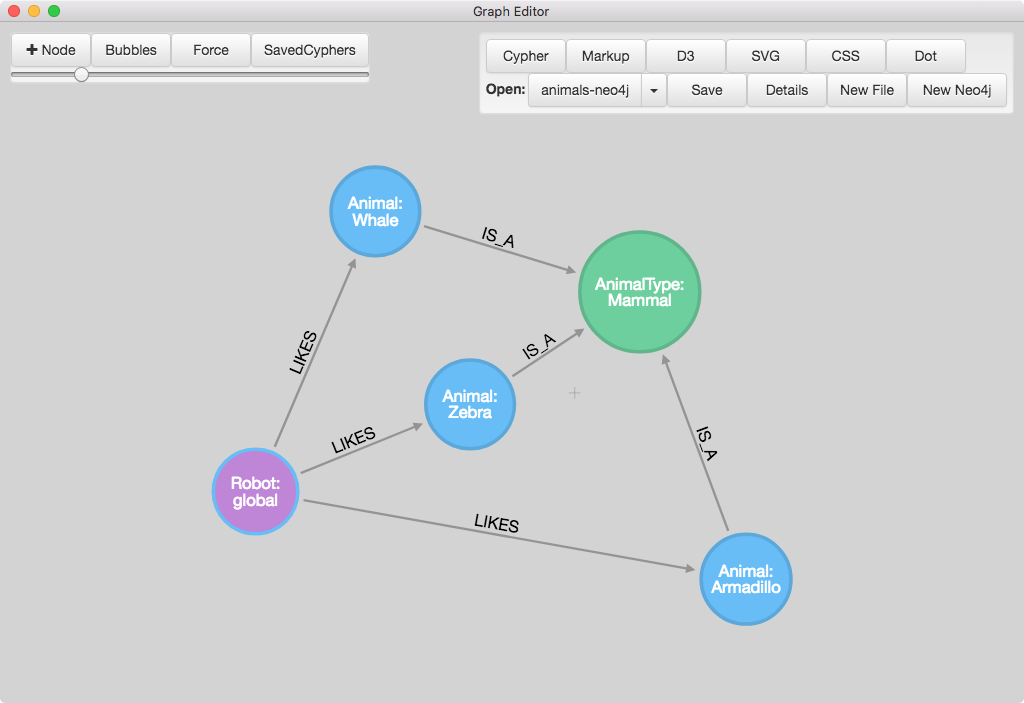 Graph Editor
Node
Bubbles
Force
SavedCyphers
Cypher
Markup
D3
SVG
CSS
Dot
Open:
animals-neo4j
Save
Details
New File
New Neo4j
Animal:
Whale
IS_A
AnimalType:
Mammal
LIKES
IS_A
Animal:
Zebra
LIKES
IS_A
Robot:
global
LIKES
Animal:
Armadillo